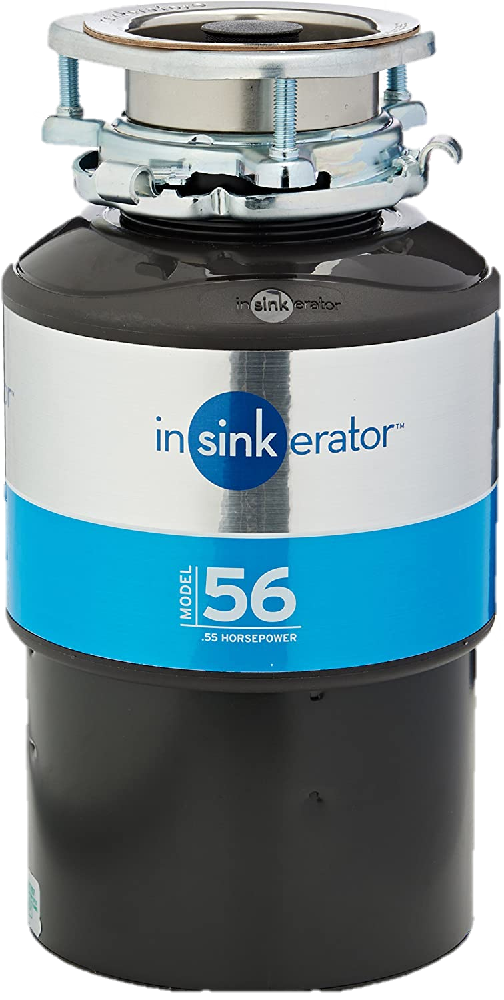 insinkerator
insinkerator™
MODEL 56
.55 HORSEPOWER